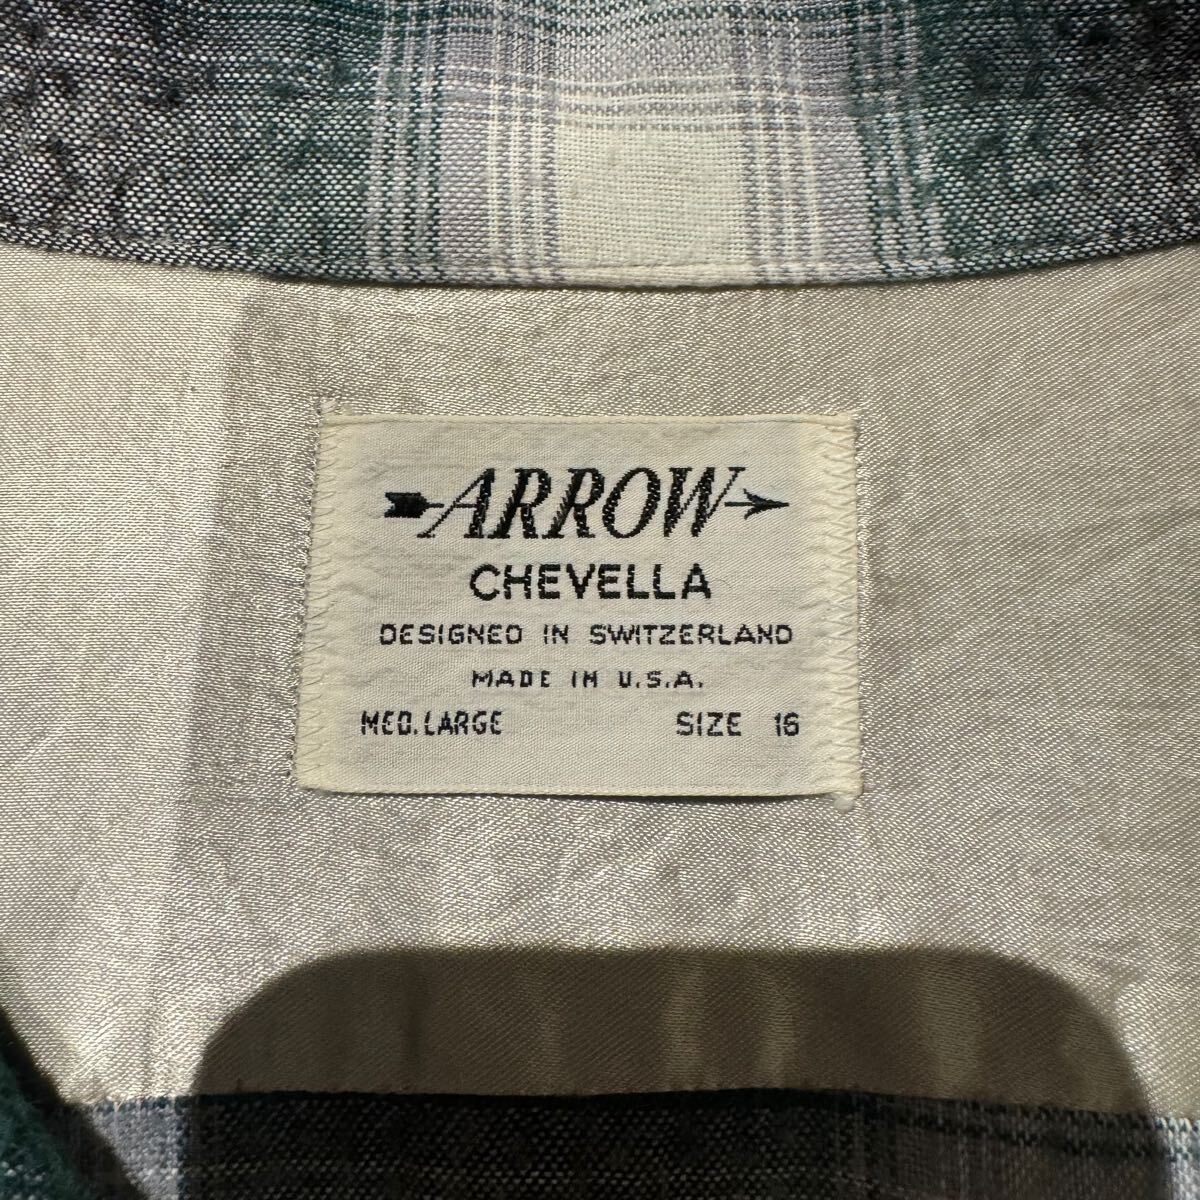 ARROW
CHEVELLA
DESIGNED IN SWITZERLAND
MADE IN U.S.A.
MED. LARGE SIZE 16